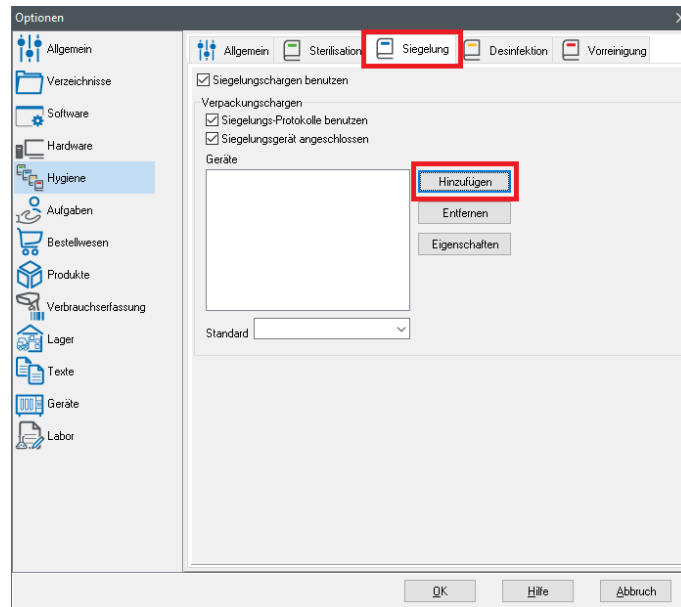 Optionen
Allgemein
Verzeichnisse
Software
Hardware
Hygiene
Aufgaben
Bestellwesen
Produkte
Verbrauchserfassung
Lager
Texte
Geräte
Labor
Allgemein Sterilisation Siegelung Desinfektion Vorreinigung
Siegelungschargen benutzen
Verpackungschargen
Siegelungs-Protokolle benutzen
Siegelungsgerät angeschlossen
Geräte
Hinzufügen
Entfernen
Eigenschaften
Standard
OK Hilfe Abbruch